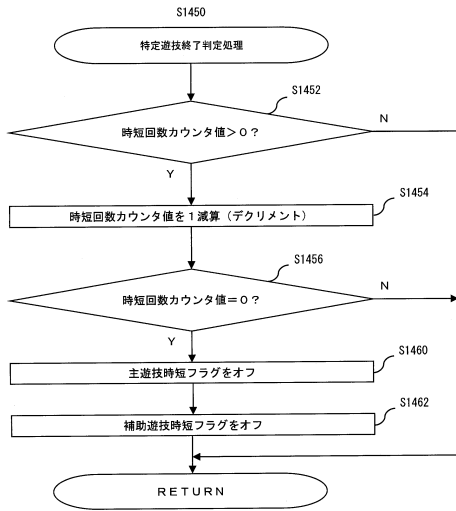 S1450
特定遊技終了判定処理
S1452
時短回数カウンタ値>0?
N
Y
S1454
時短回数カウンタ値を1減算(デクリメント)
S1456
時短回数カウンタ値=0?
N
Y
S1460
主遊技時短フラグをオフ
S1462
補助遊技時短フラグをオフ
RETURN